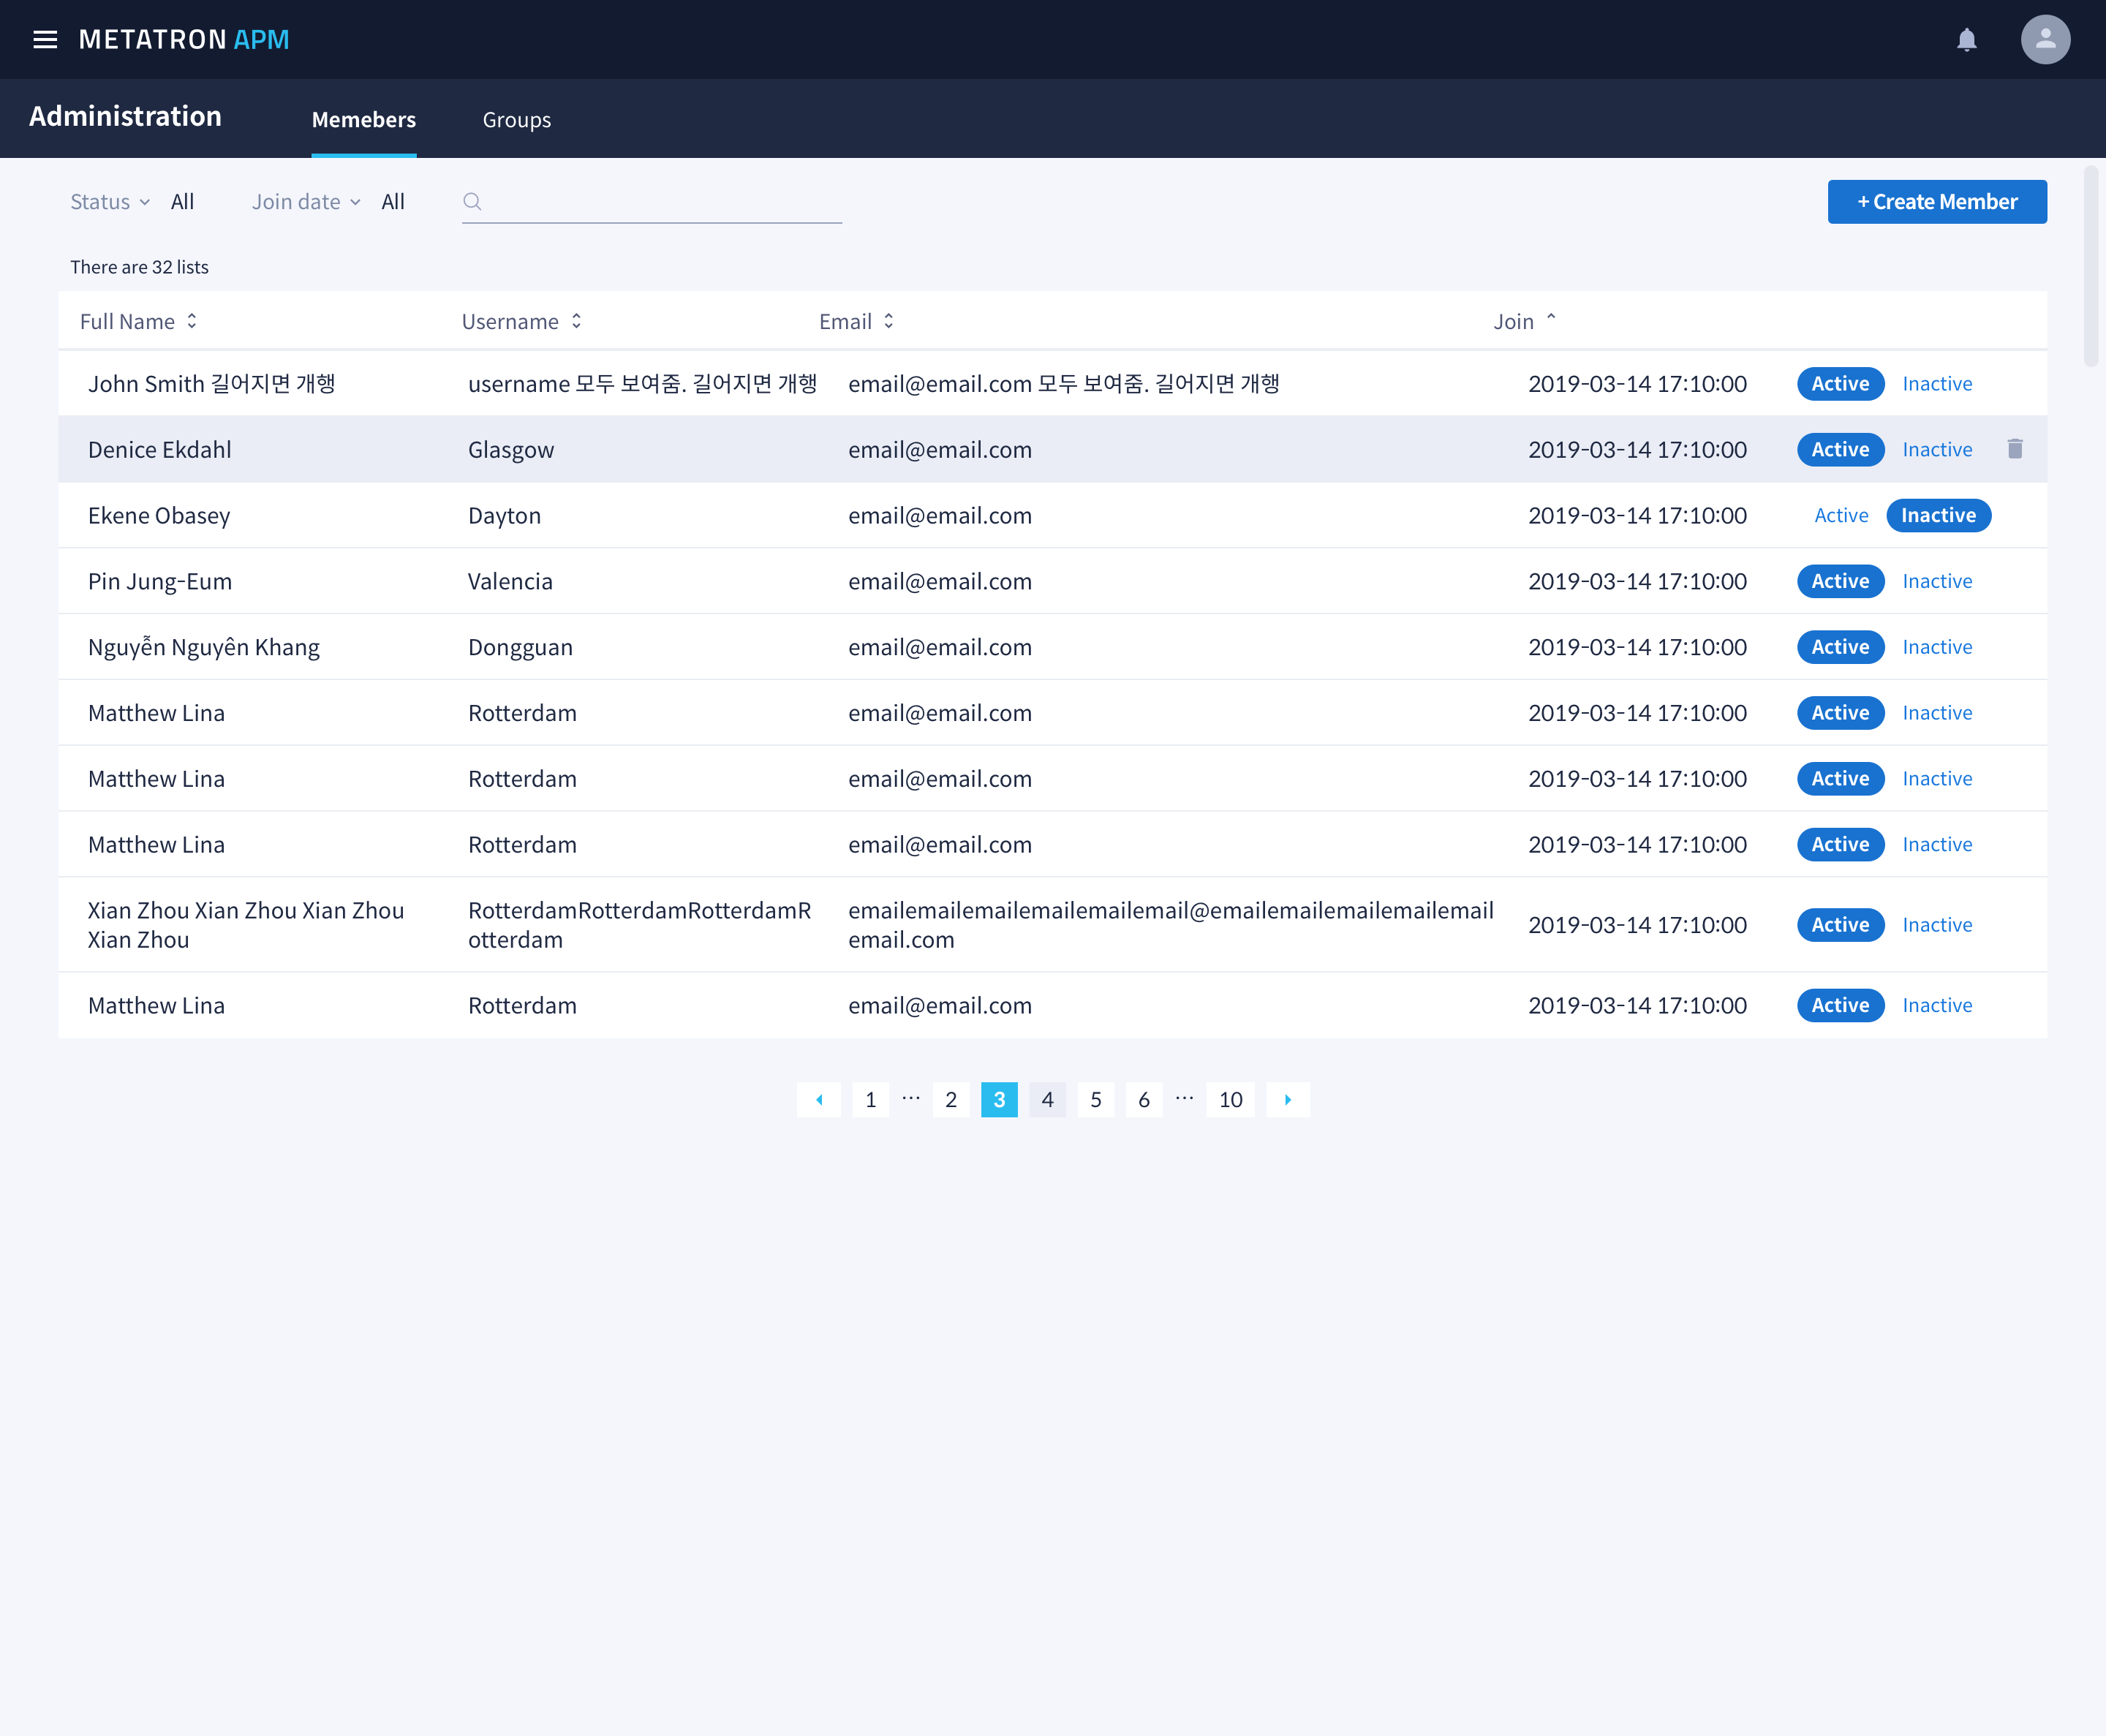 METATRON APM
Administration Memebers Groups
Status All Join date All + Create Member
There are 32 lists
Full Name Username Email Join
John Smith 길어지면 개행 username 모두 보여줌. 길어지면 개행 email@email.com 모두 보여줌. 길어지면 개행 2019-03-14 17:10:00 Active Inactive
Denice Ekdahl Glasgow email@email.com 2019-03-14 17:10:00 Active Inactive
Ekene Obasey Dayton email@email.com 2019-03-14 17:10:00 Active Inactive
Pin Jung-Eum Valencia email@email.com 2019-03-14 17:10:00 Active Inactive
Nguyễn Nguyên Khang Dongguan email@email.com 2019-03-14 17:10:00 Active Inactive
Matthew Lina Rotterdam email@email.com 2019-03-14 17:10:00 Active Inactive
Matthew Lina Rotterdam email@email.com 2019-03-14 17:10:00 Active Inactive
Matthew Lina Rotterdam email@email.com 2019-03-14 17:10:00 Active Inactive
Xian Zhou Xian Zhou Xian Zhou
Xian Zhou
RotterdamRotterdamRotterdamR
otterdam
emailemailemailemailemailemail@emailemailemailemailemail
email.com
2019-03-14 17:10:00 Active Inactive
Matthew Lina Rotterdam email@email.com 2019-03-14 17:10:00 Active Inactive
1 ... 2 3 4 5 6 ... 10